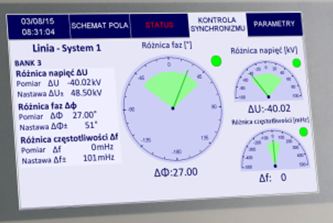 03/08/15
08:31:04
SCHEMAT POLA
STATUS
KONTROLA
SYNCHRONIZMU
PARAMETRY
Linia - System 1
BANK 3
Różnica napięć ΔU
Pomiar ΔU -40.02kV
Nastawa ΔU± 48.50kV
Różnica faz Δφ
Pomiar ΔΦ 27.00°
Nastawa ΔΦ± 51°
Różnica częstotliwości Δf
Pomiar Δf 0mHz
Nastawa Δf± 101mHz
Różnica faz [°]
ΔΦ:27.00
Różnica napięć [kV]
ΔU:-40.02
Różnica częstotliwości [mHz]
Δf: 0